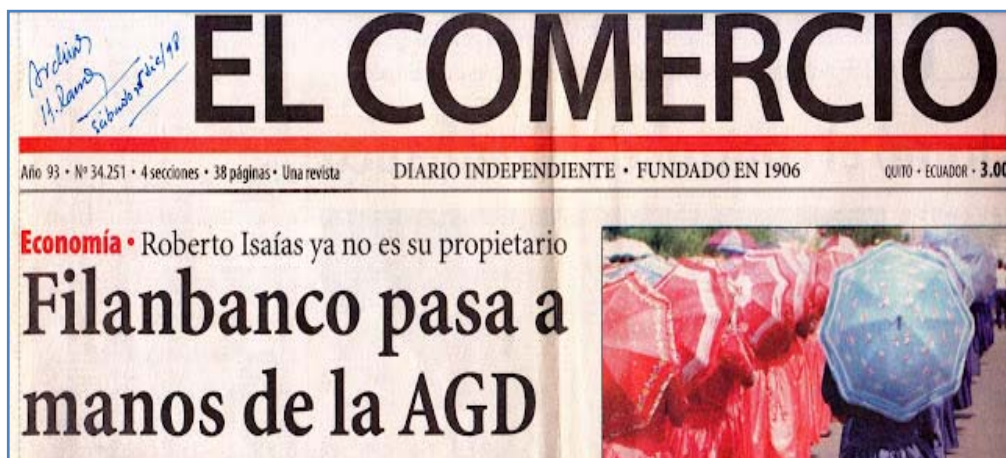 Archivo
EL COMERCIO
Año 93 • Nº 34.251 • 4 secciones • 38 páginas • Una revista
DIARIO INDEPENDIENTE • FUNDADO EN 1906
QUITO • ECUADOR • 3.00
Economía • Roberto Isaías ya no es su propietario
Filanbanco pasa a
manos de la AGD